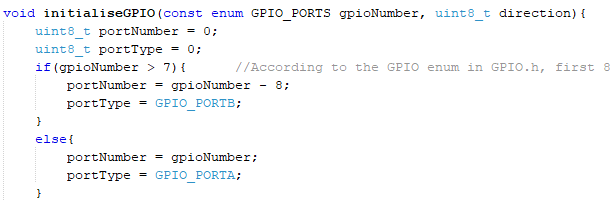 void initialiseGPIO(const enum GPIO_PORTS gpioNumber, uint8_t direction){
    uint8_t portNumber = 0;
    uint8_t portType = 0;
    if(gpioNumber > 7){      //According to the GPIO enum in GPIO.h, first 8
        portNumber = gpioNumber - 8;
        portType = GPIO_PORTB;
    }
    else{
        portNumber = gpioNumber;
        portType = GPIO_PORTA;
    }